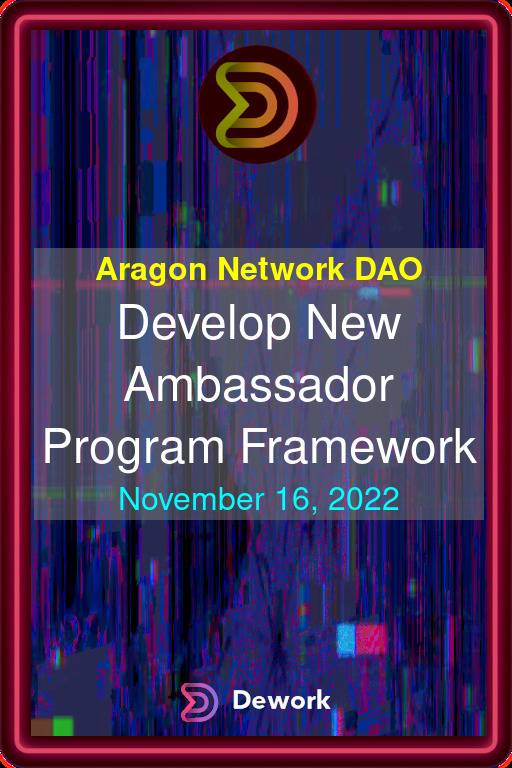 Aragon Network DAO
Develop New
Ambassador
Program Framework
November 16, 2022
Dework